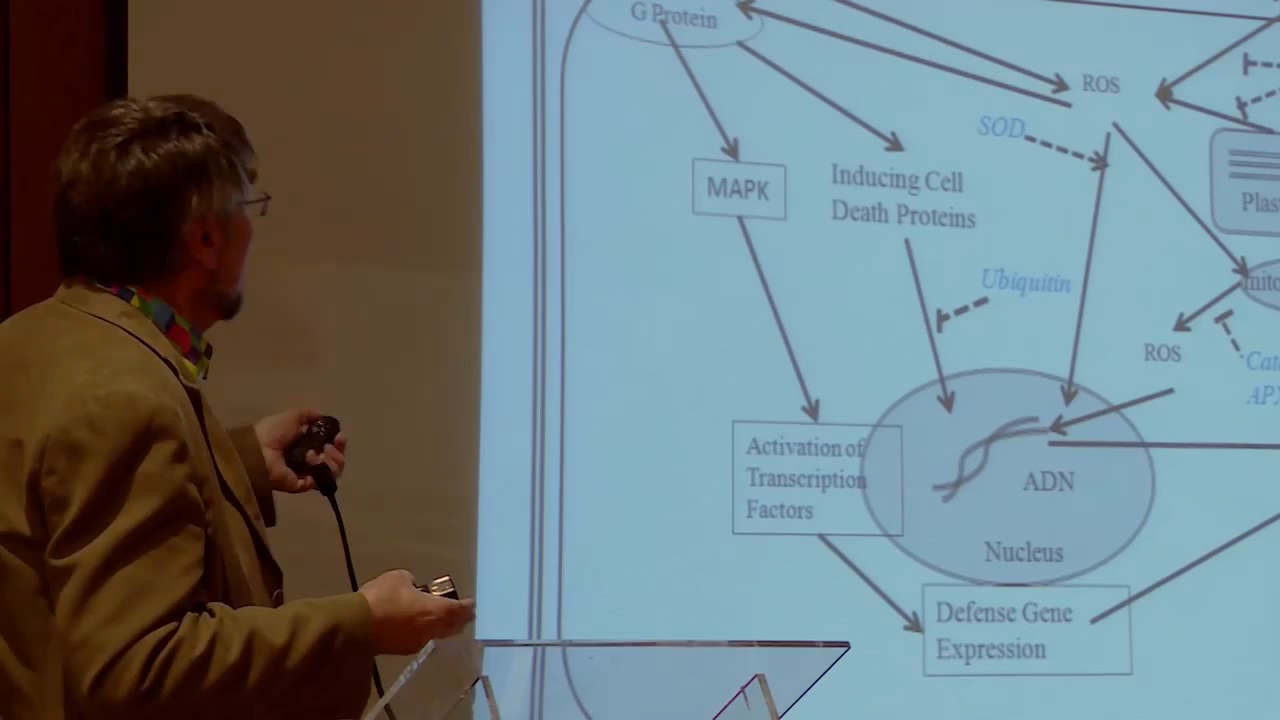 G Protein
ROS
SOD
MAPK
Inducing Cell
Death Proteins
Ubiquitin
ROS
Activation of
Transcription
Factors
ADN
Nucleus
Defense Gene
Expression